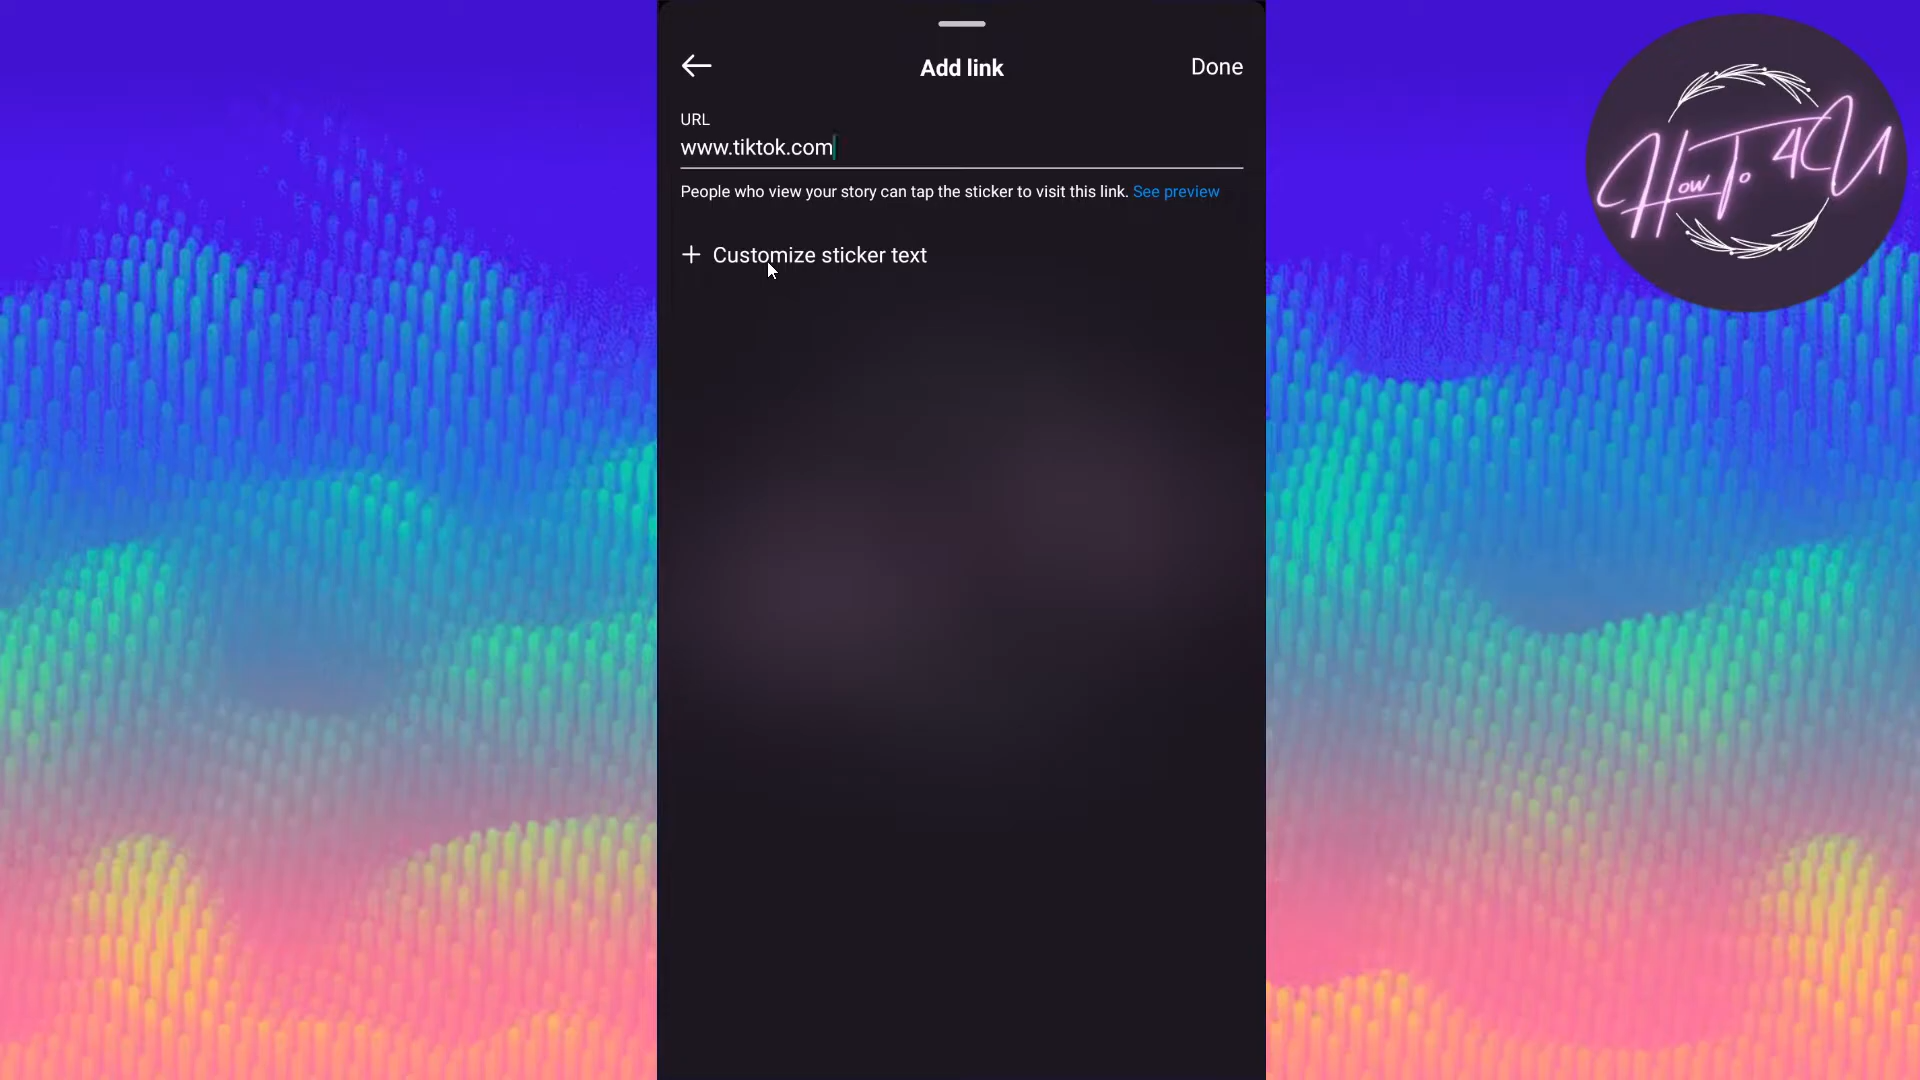 Add link
Done
URL
www.tiktok.com
People who view your story can tap the sticker to visit this link. See preview
+ Customize sticker text
How To 4U